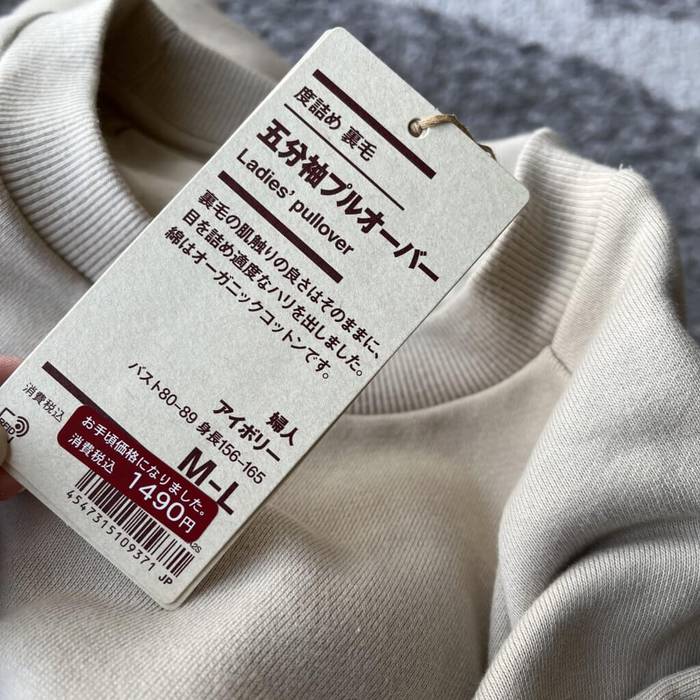 度詰め 裏毛
五分袖プルオーバー
Ladies' pullover
裏毛の肌触りの良さはそのままに、
目を詰め適度なハリを出しました。
綿はオーガニックコットンです。
婦人
アイボリー
バスト80–89 身長156–165
M–L
消費税込
RFID
お手頃価格になりました。
消費税込 1490円
4547315109371 JP